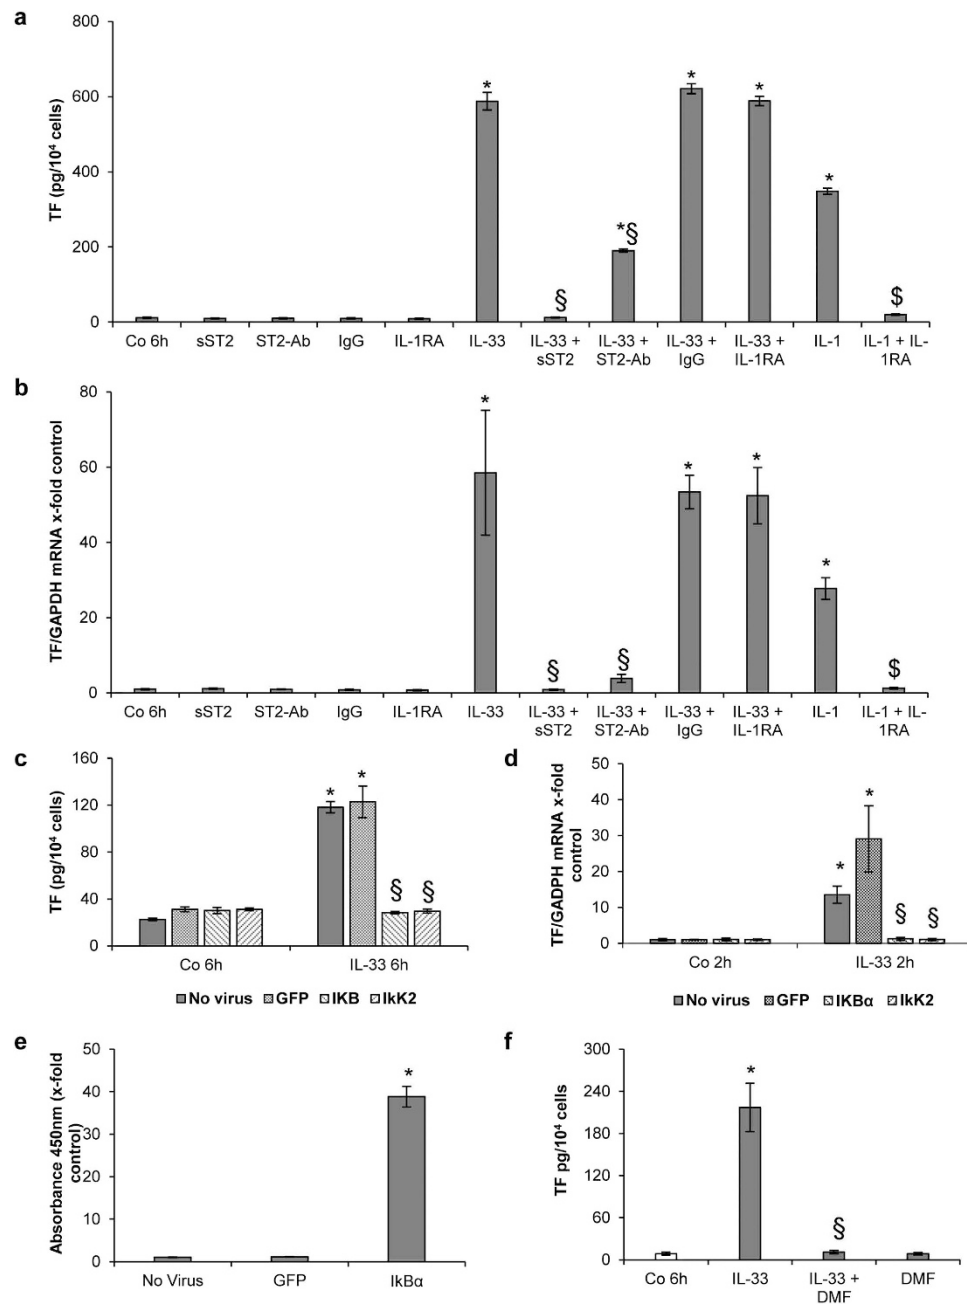 a
TF (pg/10⁴ cells)
800
600
400
200
0
*
§
*§
*
*
*
$
Co 6h sST2 ST2-Ab IgG IL-1RA IL-33 IL-33 + IL-33 + IL-33 + IL-33 + IL-1 IL-1 + IL-
sST2 ST2-Ab IgG IL-1RA 1RA
b
TF/GAPDH mRNA x-fold control
80
60
40
20
0
*
§
§
*
*
*
$
Co 6h sST2 ST2-Ab IgG IL-1RA IL-33 IL-33 + IL-33 + IL-33 + IL-33 + IL-1 IL-1 + IL-
sST2 ST2-Ab IgG IL-1RA 1RA
c
TF (pg/10⁴ cells)
160
120
80
40
0
* * § §
Co 6h IL-33 6h
No virus GFP IKB IkK2
d
TF/GADPH mRNA x-fold
control
50
40
30
20
10
0
* * § §
Co 2h IL-33 2h
No virus GFP IKBα IkK2
e
Absorbance 450nm (x-fold
control)
50
40
30
20
10
0
*
No Virus GFP IkBα
f
TF pg/10⁴ cells
300
240
180
120
60
0
*
§
Co 6h IL-33 IL-33 + DMF
DMF